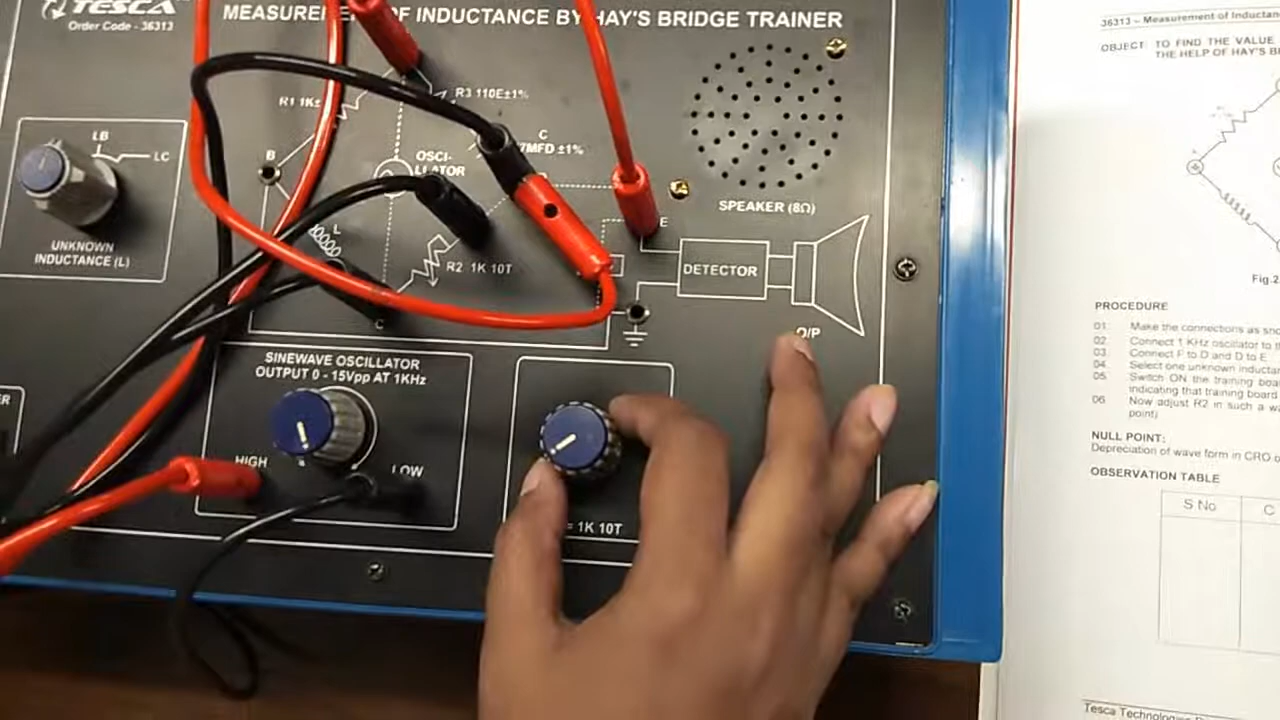 TESCA
Order Code - 36313
MEASUREMENT OF INDUCTANCE BY HAY'S BRIDGE TRAINER
R1 1K±
R3 110E±1%
LB
LC
B
C
7MFD ±1%
OSCI-
LLATOR
L
R2 1K 10T
C
E
UNKNOWN
INDUCTANCE (L)
SPEAKER (8Ω)
DETECTOR
O/P
SINEWAVE OSCILLATOR
OUTPUT 0 - 15Vpp AT 1KHz
HIGH
LOW
= 1K 10T
36313 – Measurement of Inductan
OBJECT: TO FIND THE VALUE
THE HELP OF HAY'S B
Fig.2
PROCEDURE
01 Make the connections as sho
02 Connect 1 KHz oscillator to th
03 Connect F to D and D to E
04 Select one unknown inducta
05 Switch ON the training boa
indicating that training board
06 Now adjust R2 in such a w
point)
NULL POINT:
Depreciation of wave form in CRO o
OBSERVATION TABLE
S No
C
Tesca Technologies